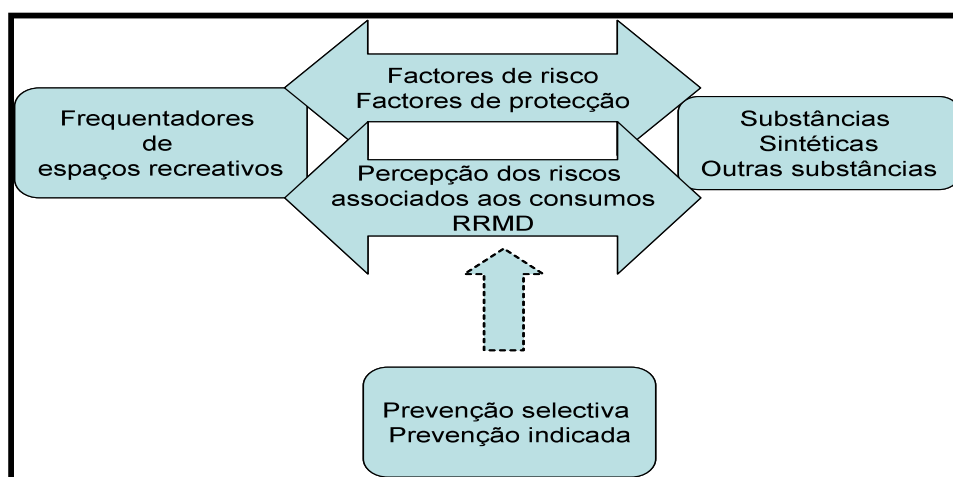 Factores de risco
Factores de protecção
Frequentadores
de
espaços recreativos
Substâncias
Sintéticas
Outras substâncias
Percepção dos riscos
associados aos consumos
RRMD
Prevenção selectiva
Prevenção indicada